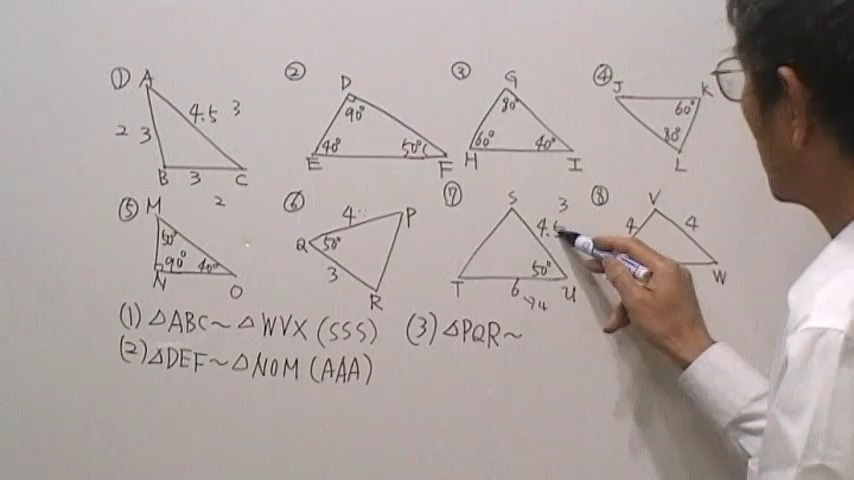 ① A
4.5 3
2 3
B 3 C
2
② D
90°
40° 50°
E F
③ G
80°
60° 40°
H I
④ J K
60°
80°
L
⑤ M
50°
90° 40°
N O
⑥ P
4
Q 50°
3
R
⑦ S
3
4.5
50°
T 6 →4 U
⑧ V
4 4
W
(1) △ABC∼△WVX (SSS) (3) △PQR∼
(2) △DEF∼△NOM (AAA)